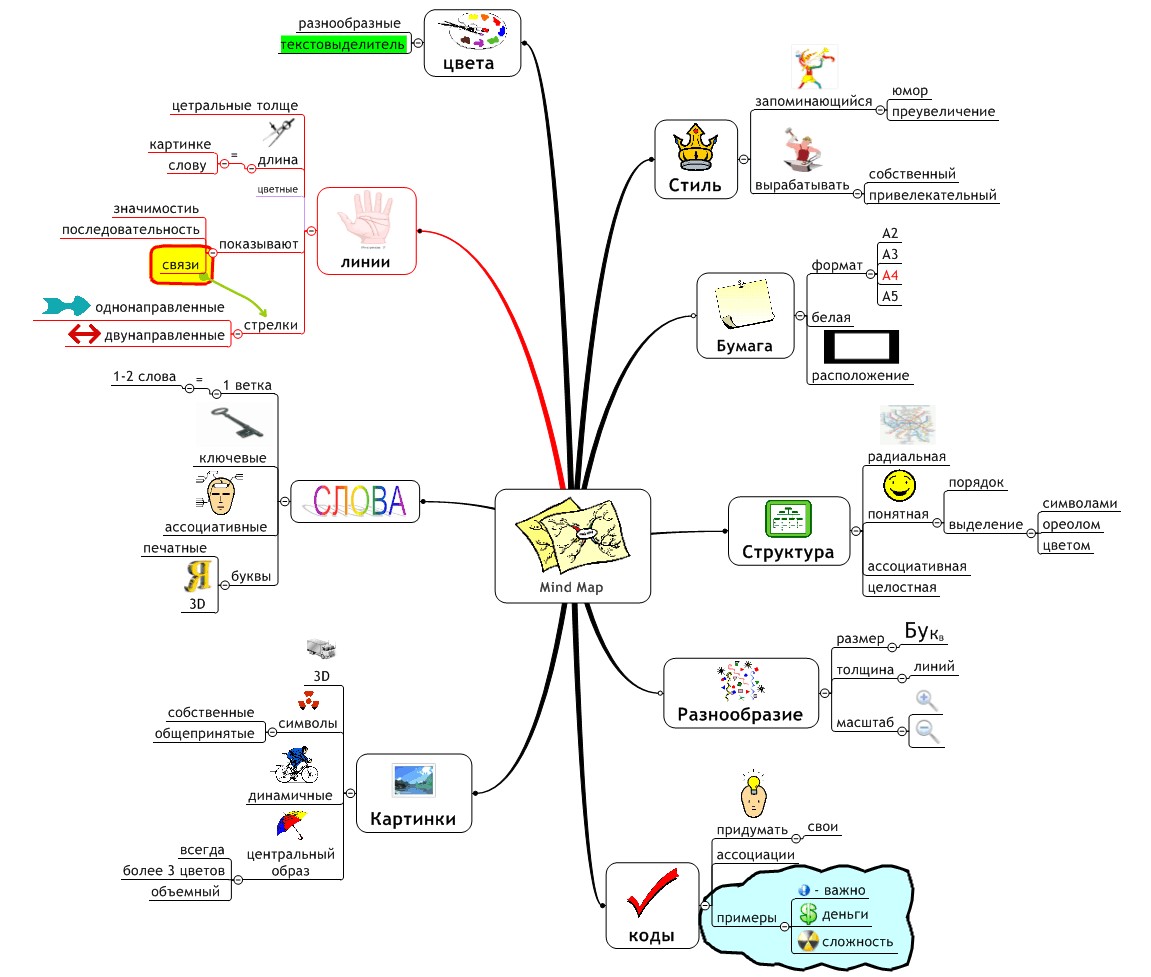 разнообразные
текстовыделитель
цвета
цетральные толще
картинке
слову
=
длина
цветные
значимостиь
последовательность
связи
показывают
однонаправленные
двунаправленные
стрелки
линии
1-2 слова
=
1 ветка
ключевые
ассоциативные
печатные
Я
3D
буквы
СЛОВА
3D
собственные
общепринятые
символы
динамичные
всегда
более 3 цветов
объемный
центральный
образ
Картинки
Mind Map
Стиль
запоминающийся
юмор
преувеличение
вырабатывать
собственный
привелекательный
Бумага
формат
A2
A3
A4
A5
белая
расположение
Структура
радиальная
понятная
порядок
выделение
символами
ореолом
цветом
ассоциативная
целостная
Разнообразие
размер
Букв
толщина
линий
масштаб
коды
придумать
свои
ассоциации
примеры
! - важно
$ деньги
сложность